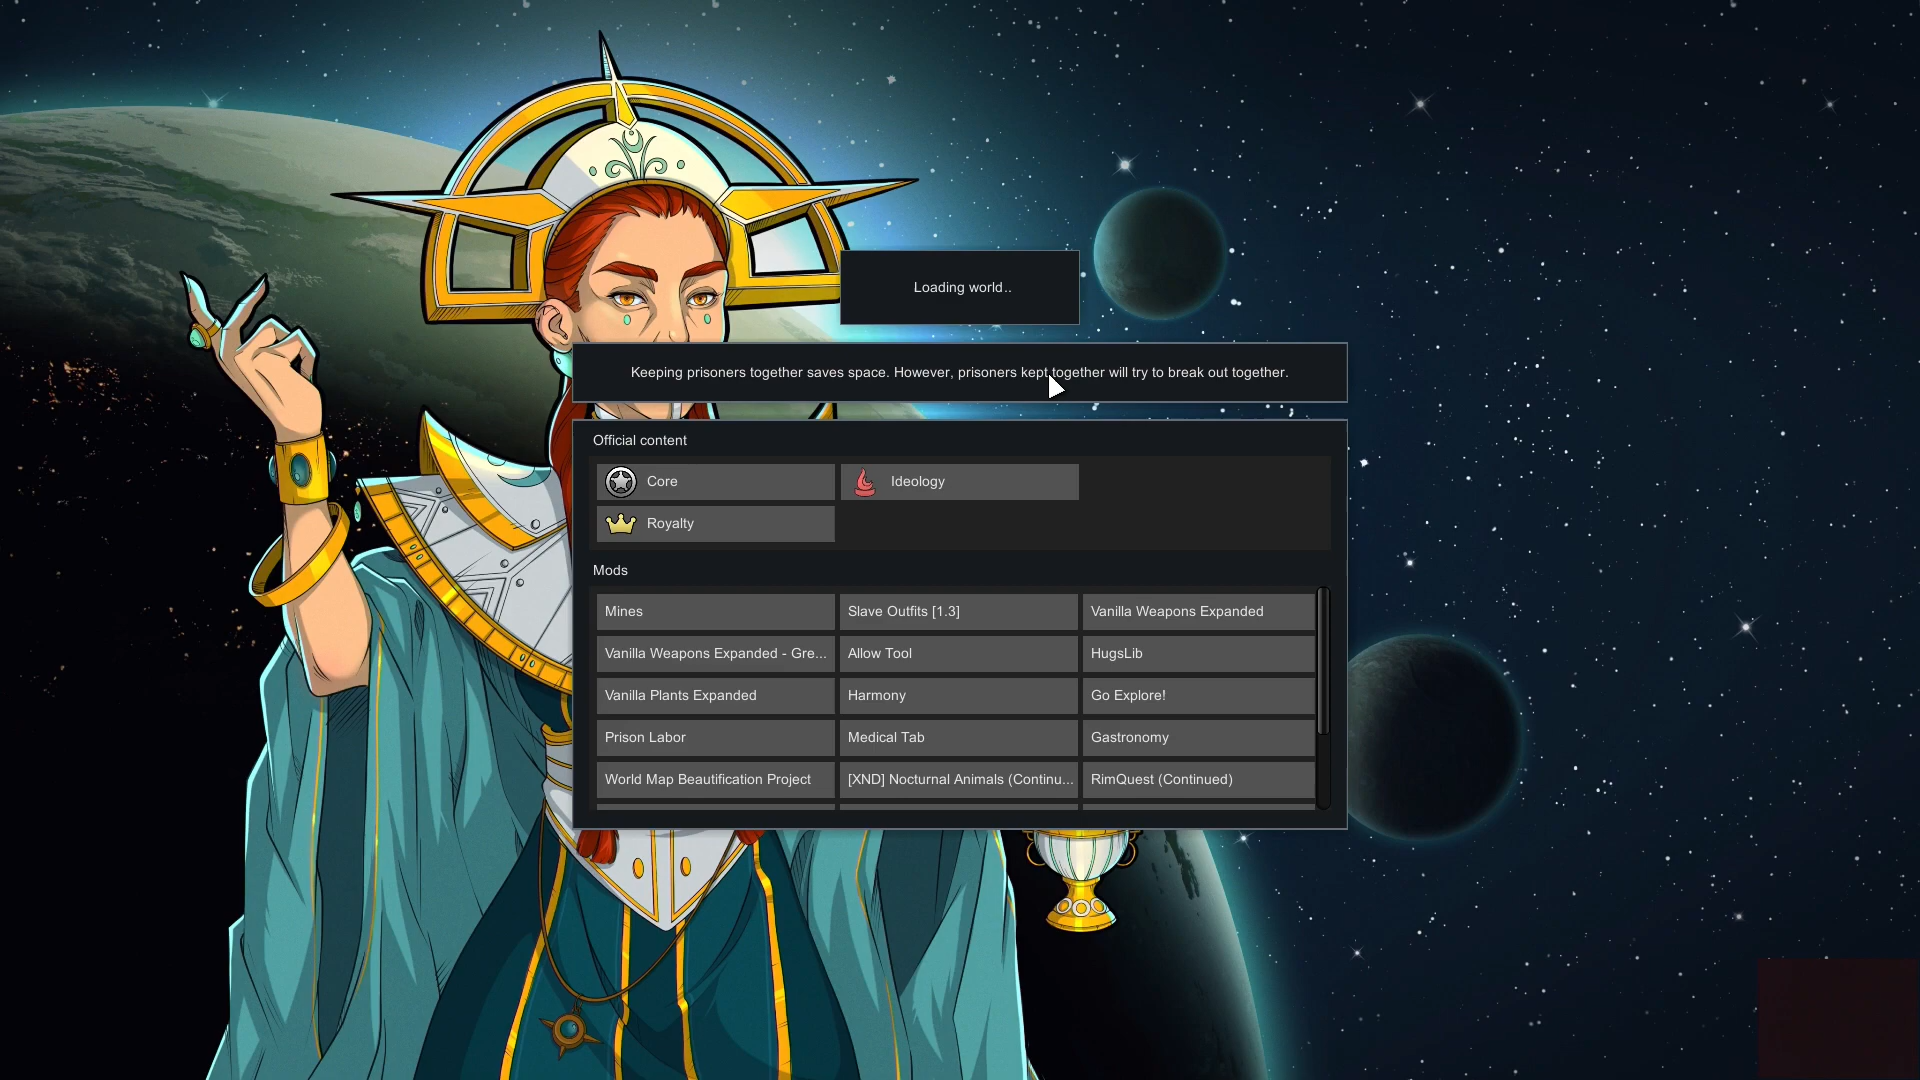 Loading world..
Keeping prisoners together saves space. However, prisoners kept together will try to break out together.
Official content
Core
Ideology
Royalty
Mods
Mines
Slave Outfits [1.3]
Vanilla Weapons Expanded
Vanilla Weapons Expanded - Gre...
Allow Tool
HugsLib
Vanilla Plants Expanded
Harmony
Go Explore!
Prison Labor
Medical Tab
Gastronomy
World Map Beautification Project
[XND] Nocturnal Animals (Continu...
RimQuest (Continued)